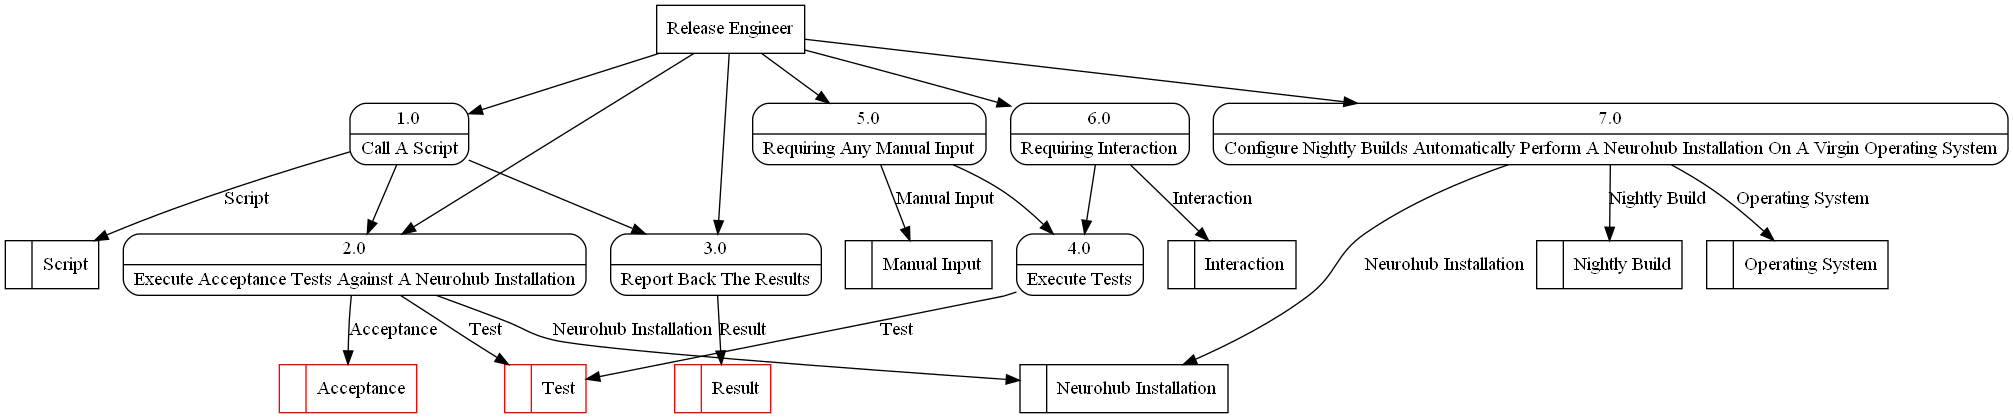 Release Engineer
1.0
Call A Script
5.0
Requiring Any Manual Input
6.0
Requiring Interaction
7.0
Configure Nightly Builds Automatically Perform A Neurohub Installation On A Virgin Operating System
Script
Manual Input
Interaction
Nightly Build
Operating System
Script
2.0
Execute Acceptance Tests Against A Neurohub Installation
3.0
Report Back The Results
Manual Input
4.0
Execute Tests
Interaction
Neurohub Installation
Nightly Build
Operating System
Acceptance
Test
Neurohub Installation
Result
Test
Acceptance
Test
Result
Neurohub Installation